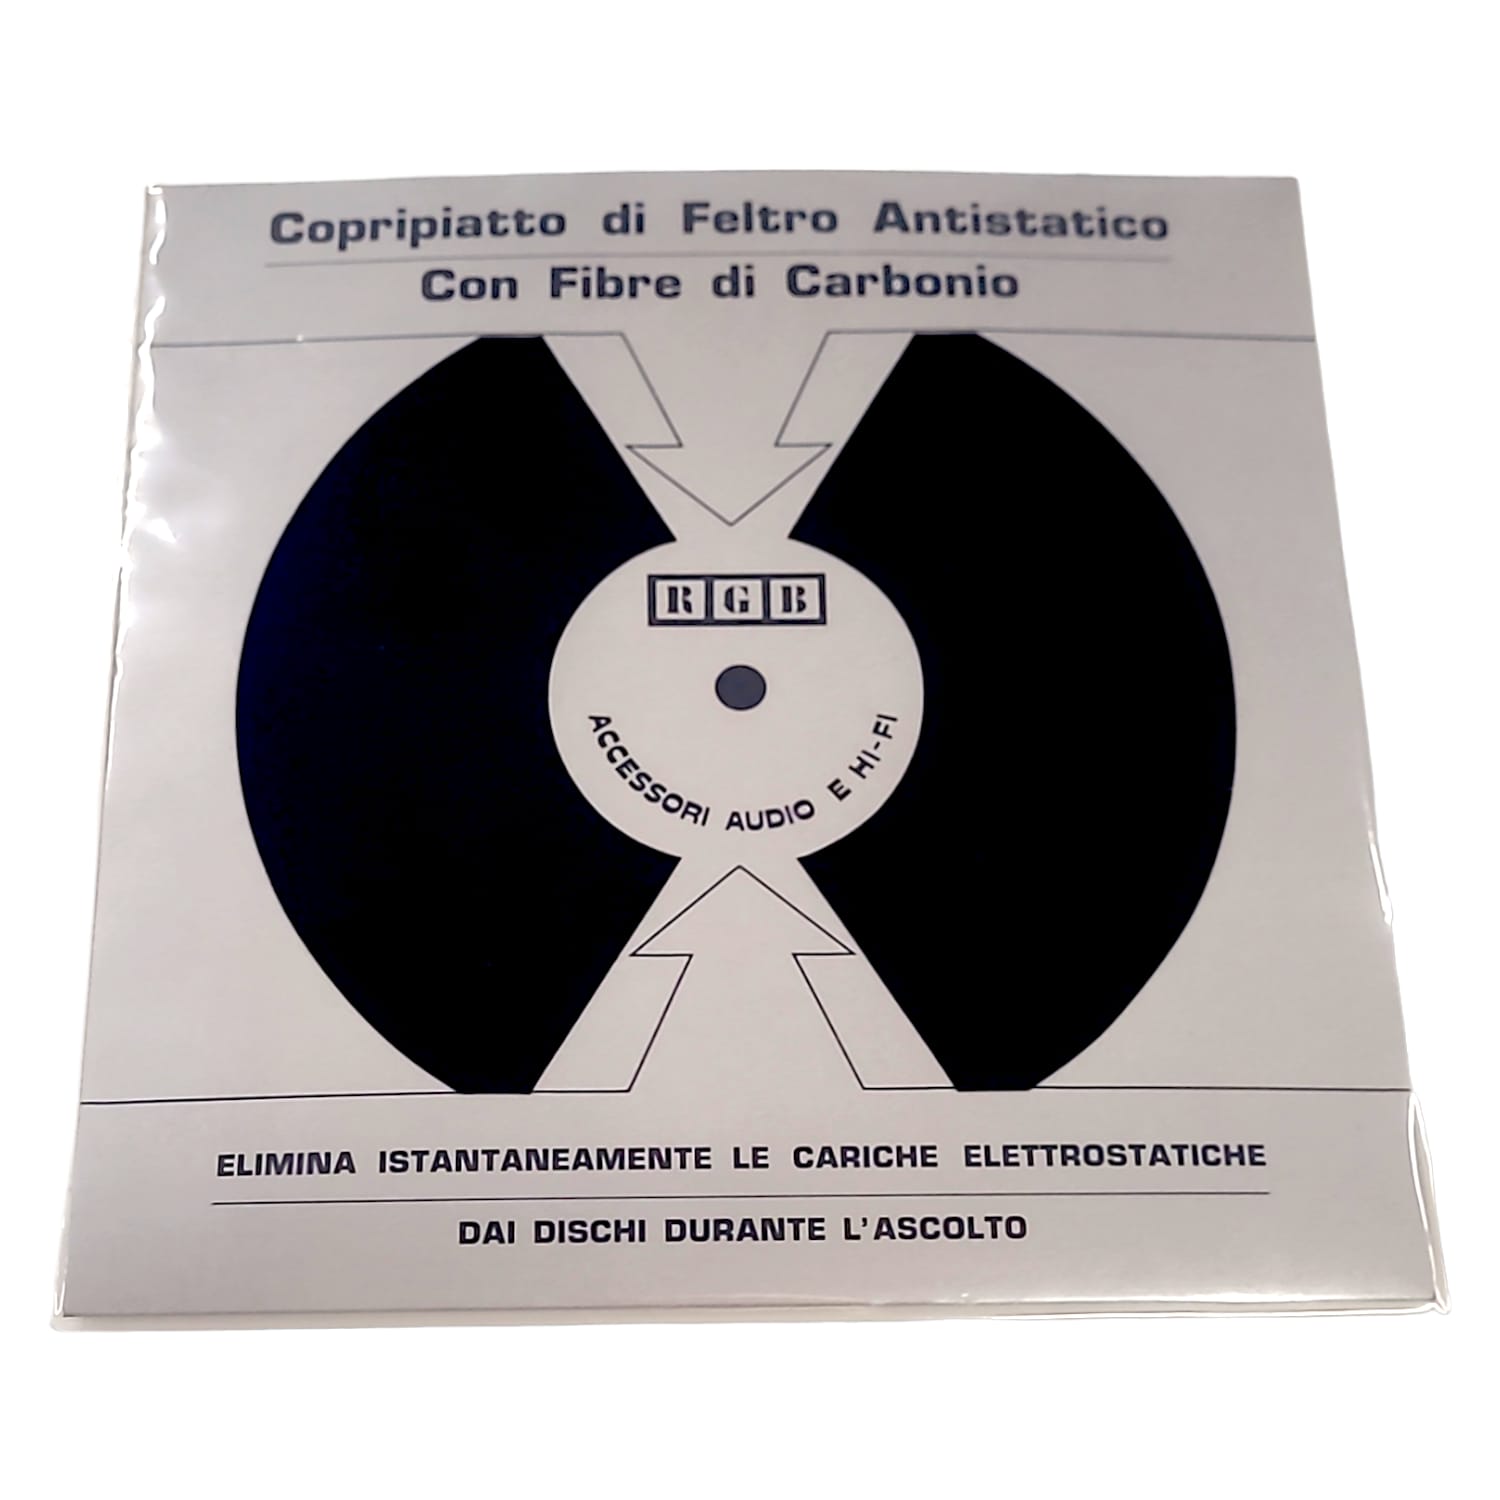 Copripiatto di Feltro Antistatico
Con Fibre di Carbonio
RGB
ACCESSORI AUDIO E HI-FI
ELIMINA ISTANTANEAMENTE LE CARICHE ELETTROSTATICHE
DAI DISCHI DURANTE L'ASCOLTO